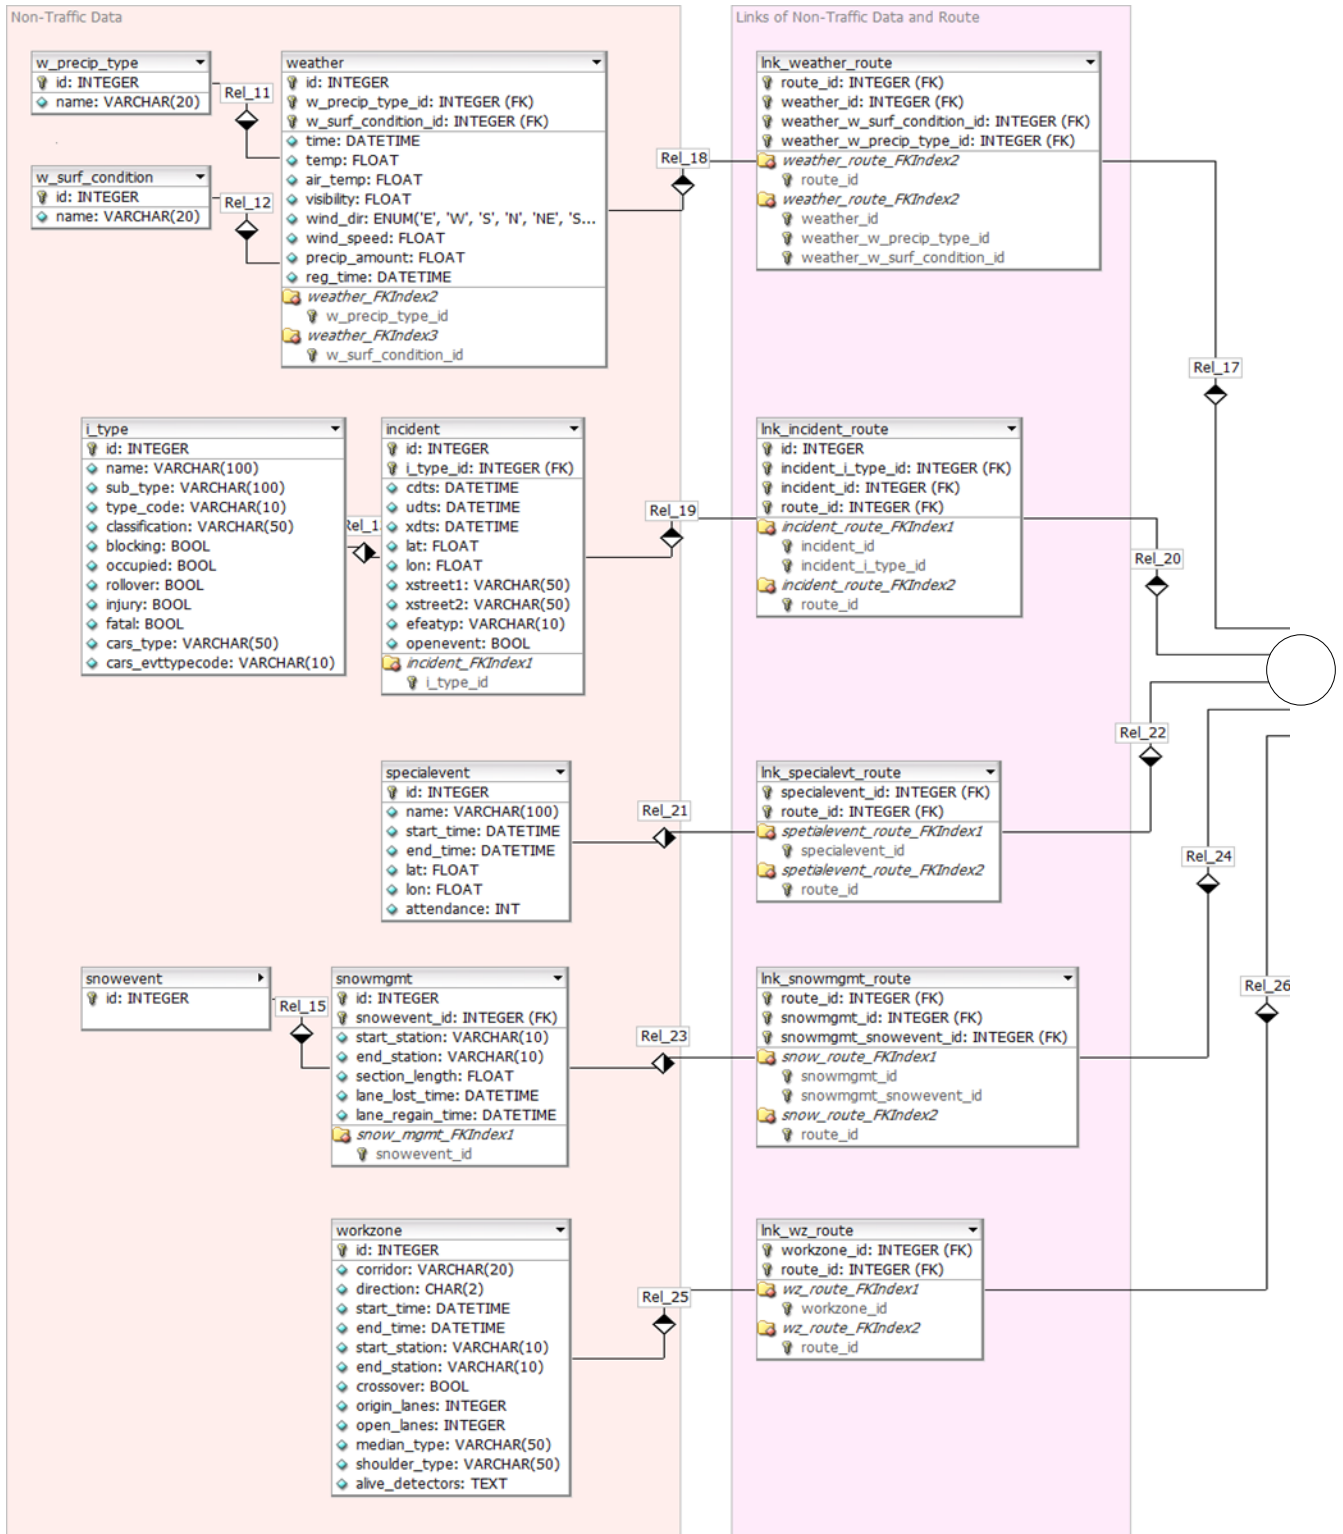 Non-Traffic Data
w_precip_type
id: INTEGER
name: VARCHAR(20)
Rel_11
w_surf_condition
id: INTEGER
name: VARCHAR(20)
Rel_12
weather
id: INTEGER
w_precip_type_id: INTEGER (FK)
w_surf_condition_id: INTEGER (FK)
time: DATETIME
temp: FLOAT
air_temp: FLOAT
visibility: FLOAT
wind_dir: ENUM('E', 'W', 'S', 'N', 'NE', 'S...
wind_speed: FLOAT
precip_amount: FLOAT
reg_time: DATETIME
weather_FKIndex2
w_precip_type_id
weather_FKIndex3
w_surf_condition_id
Rel_18
i_type
id: INTEGER
name: VARCHAR(100)
sub_type: VARCHAR(100)
type_code: VARCHAR(10)
classification: VARCHAR(50)
blocking: BOOL
occupied: BOOL
rollover: BOOL
injury: BOOL
fatal: BOOL
cars_type: VARCHAR(50)
cars_evttypecode: VARCHAR(10)
incident
id: INTEGER
i_type_id: INTEGER (FK)
cdts: DATETIME
udts: DATETIME
xdts: DATETIME
lat: FLOAT
lon: FLOAT
xstreet1: VARCHAR(50)
xstreet2: VARCHAR(50)
efeatyp: VARCHAR(10)
openevent: BOOL
incident_FKIndex1
i_type_id
Rel_19
specialevent
id: INTEGER
name: VARCHAR(100)
start_time: DATETIME
end_time: DATETIME
lat: FLOAT
lon: FLOAT
attendance: INT
Rel_21
snowevent
id: INTEGER
Rel_15
snowmgmt
id: INTEGER
snowevent_id: INTEGER (FK)
start_station: VARCHAR(10)
end_station: VARCHAR(10)
section_length: FLOAT
lane_lost_time: DATETIME
lane_regain_time: DATETIME
snow_mgmt_FKIndex1
snowevent_id
Rel_23
workzone
id: INTEGER
corridor: VARCHAR(20)
direction: CHAR(2)
start_time: DATETIME
end_time: DATETIME
start_station: VARCHAR(10)
end_station: VARCHAR(10)
crossover: BOOL
origin_lanes: INTEGER
open_lanes: INTEGER
median_type: VARCHAR(50)
shoulder_type: VARCHAR(50)
alive_detectors: TEXT
Rel_25
Links of Non-Traffic Data and Route
lnk_weather_route
route_id: INTEGER (FK)
weather_id: INTEGER (FK)
weather_w_surf_condition_id: INTEGER (FK)
weather_w_precip_type_id: INTEGER (FK)
weather_route_FKIndex2
route_id
weather_route_FKIndex2
weather_id
weather_w_precip_type_id
weather_w_surf_condition_id
Rel_17
lnk_incident_route
id: INTEGER
incident_i_type_id: INTEGER (FK)
incident_id: INTEGER (FK)
route_id: INTEGER (FK)
incident_route_FKIndex1
incident_id
incident_i_type_id
incident_route_FKIndex2
route_id
Rel_20
lnk_specialevt_route
specialevent_id: INTEGER (FK)
route_id: INTEGER (FK)
spetialevent_route_FKIndex1
specialevent_id
spetialevent_route_FKIndex2
route_id
Rel_22
lnk_snowmgmt_route
route_id: INTEGER (FK)
snowmgmt_id: INTEGER (FK)
snowmgmt_snowevent_id: INTEGER (FK)
snow_route_FKIndex1
snowmgmt_id
snowmgmt_snowevent_id
snow_route_FKIndex2
route_id
Rel_24
lnk_wz_route
workzone_id: INTEGER (FK)
route_id: INTEGER (FK)
wz_route_FKIndex1
workzone_id
wz_route_FKIndex2
route_id
Rel_26